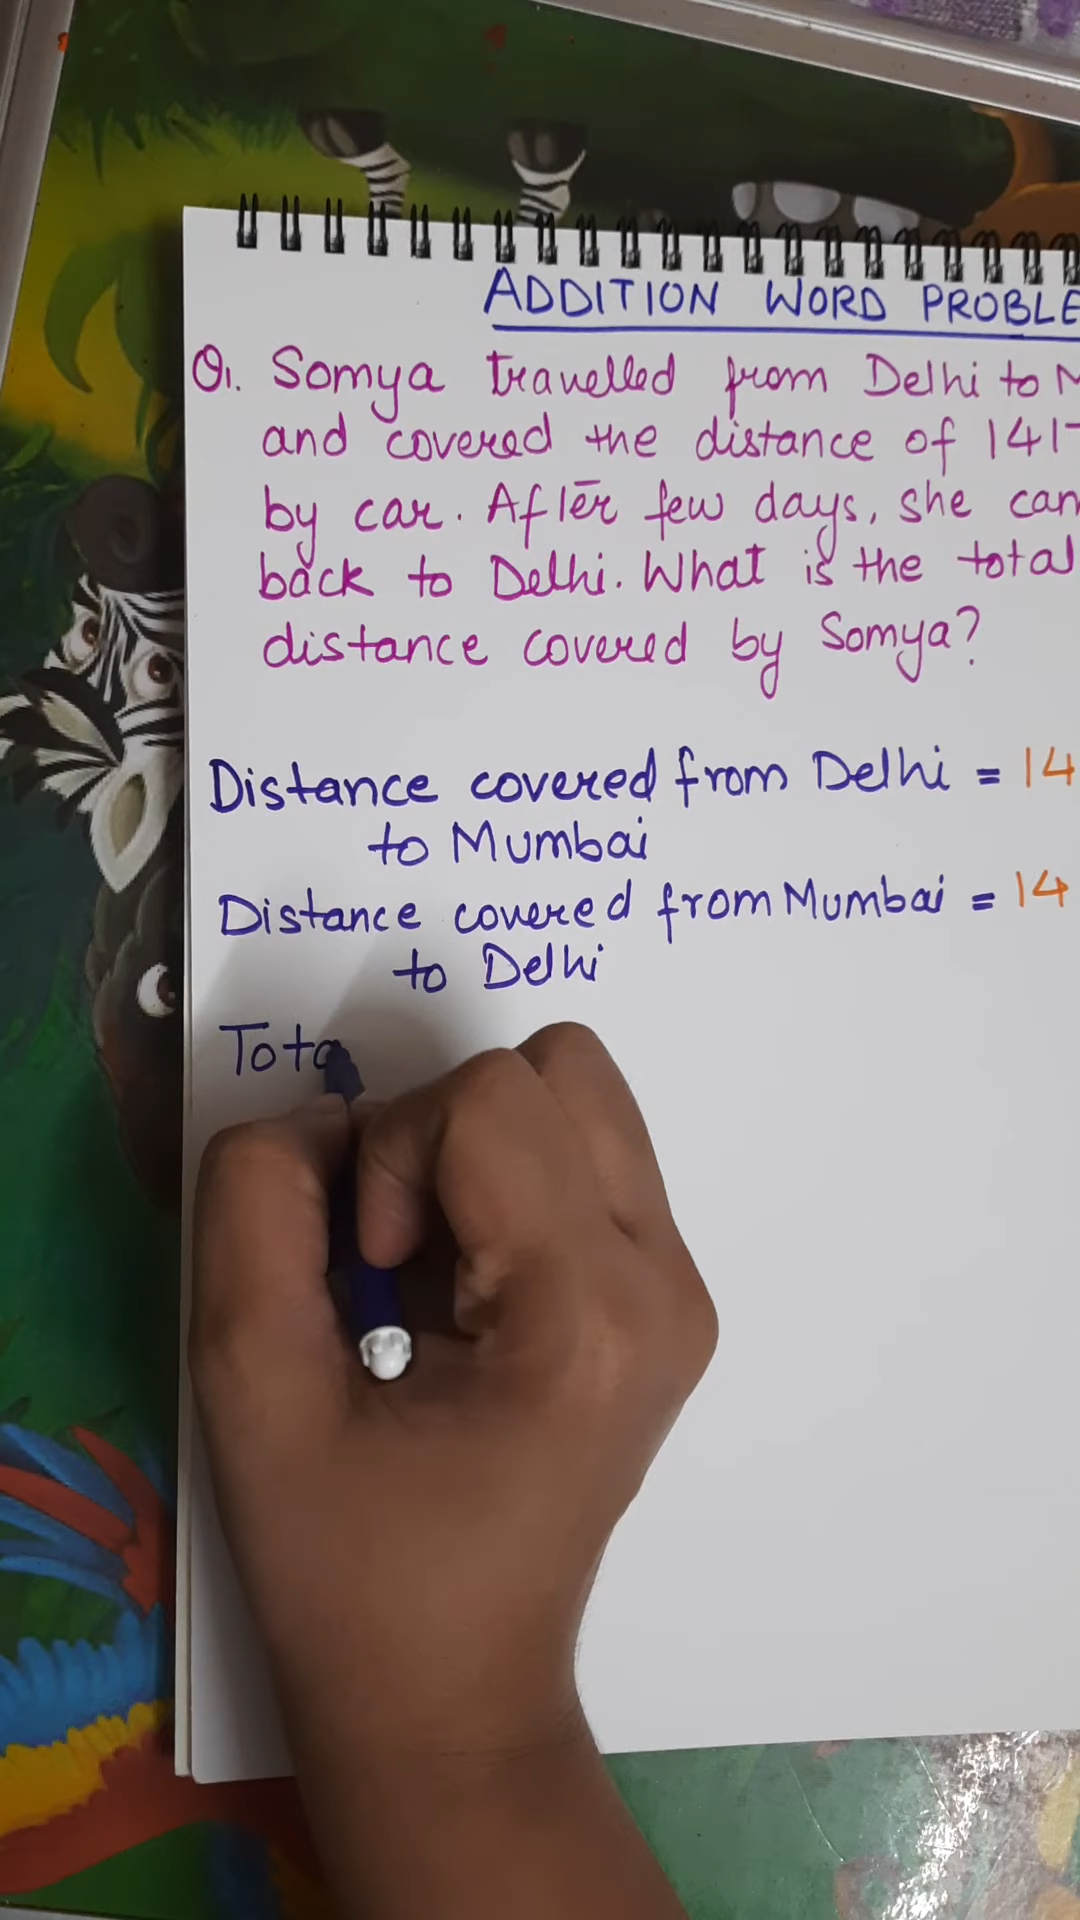 ADDITION WORD PROBLE
Q1. Somya travelled from Delhi to M
and covered the distance of 141
by car. After few days, she cam
back to Delhi. What is the total
distance covered by Somya?
Distance covered from Delhi = 14
to Mumbai
Distance covered from Mumbai = 14
to Delhi
Tota